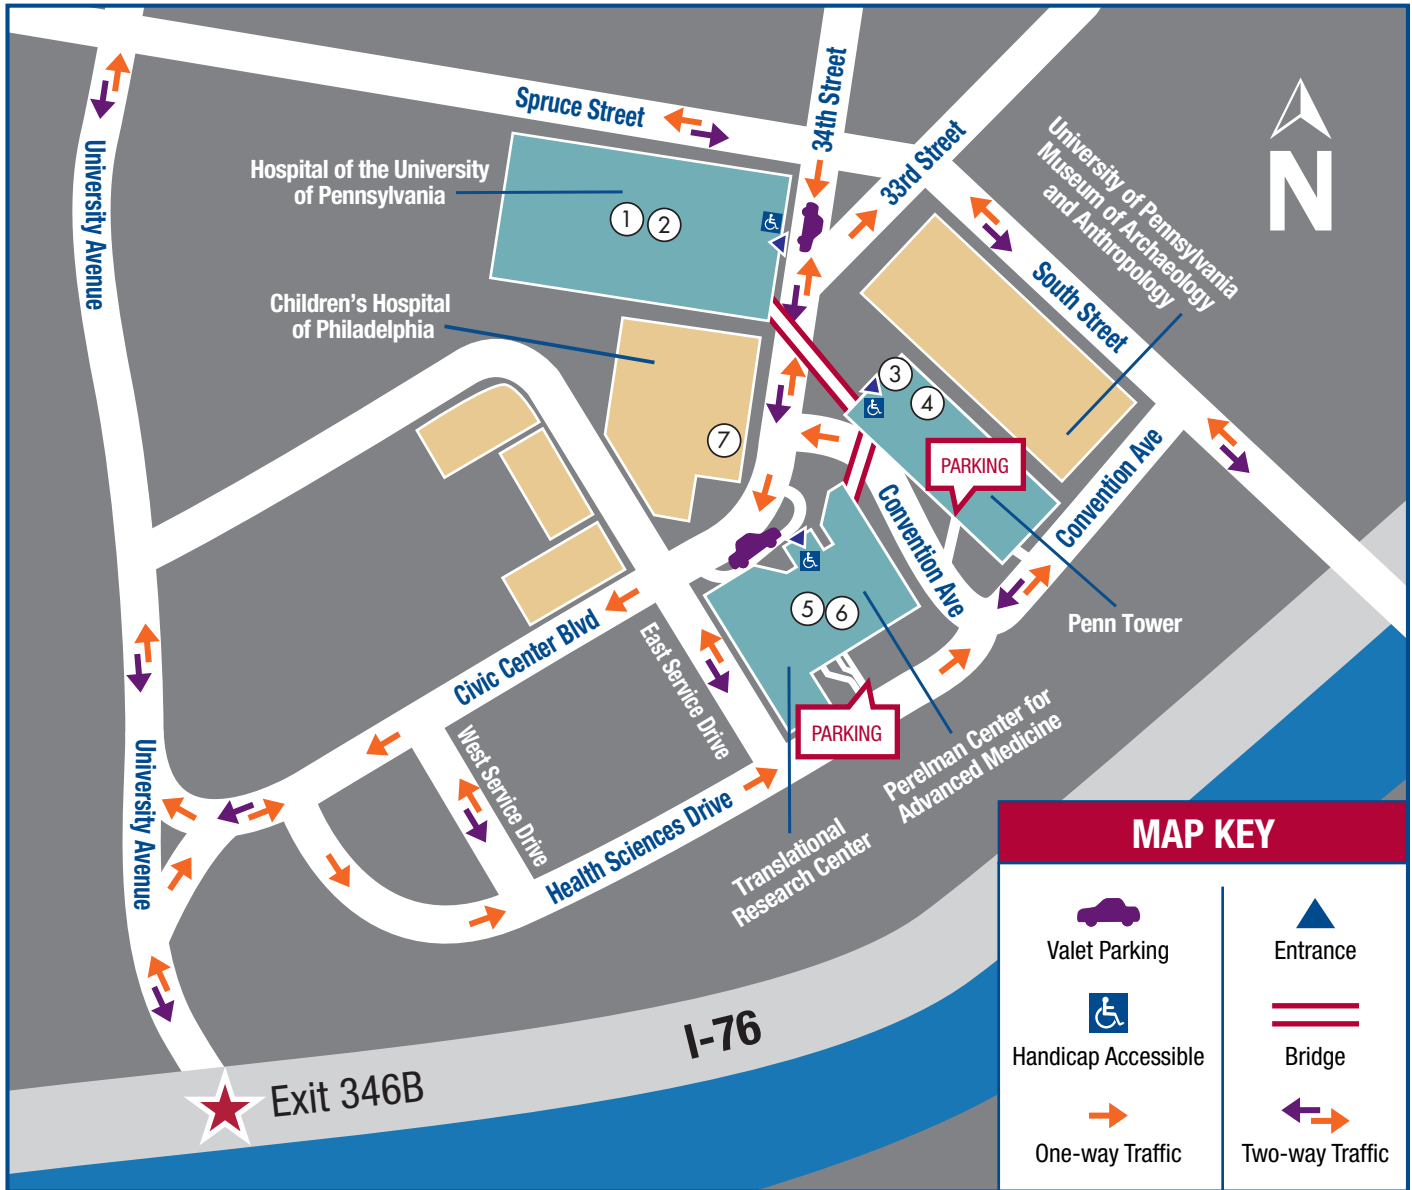 Spruce Street
34th Street
33rd Street
University of Pennsylvania
Museum of Archaeology
and Anthropology
N
University Avenue
Hospital of the University
of Pennsylvania
1
2
South Street
Children's Hospital
of Philadelphia
3
4
7
PARKING
Convention Ave
Convention Ave
5
6
Penn Tower
Civic Center Blvd
East Service Drive
West Service Drive
PARKING
Perelman Center for
Advanced Medicine
University Avenue
Health Sciences Drive
Translational
Research Center
I-76
Exit 346B
MAP KEY
Valet Parking
Entrance
Handicap Accessible
Bridge
One-way Traffic
Two-way Traffic